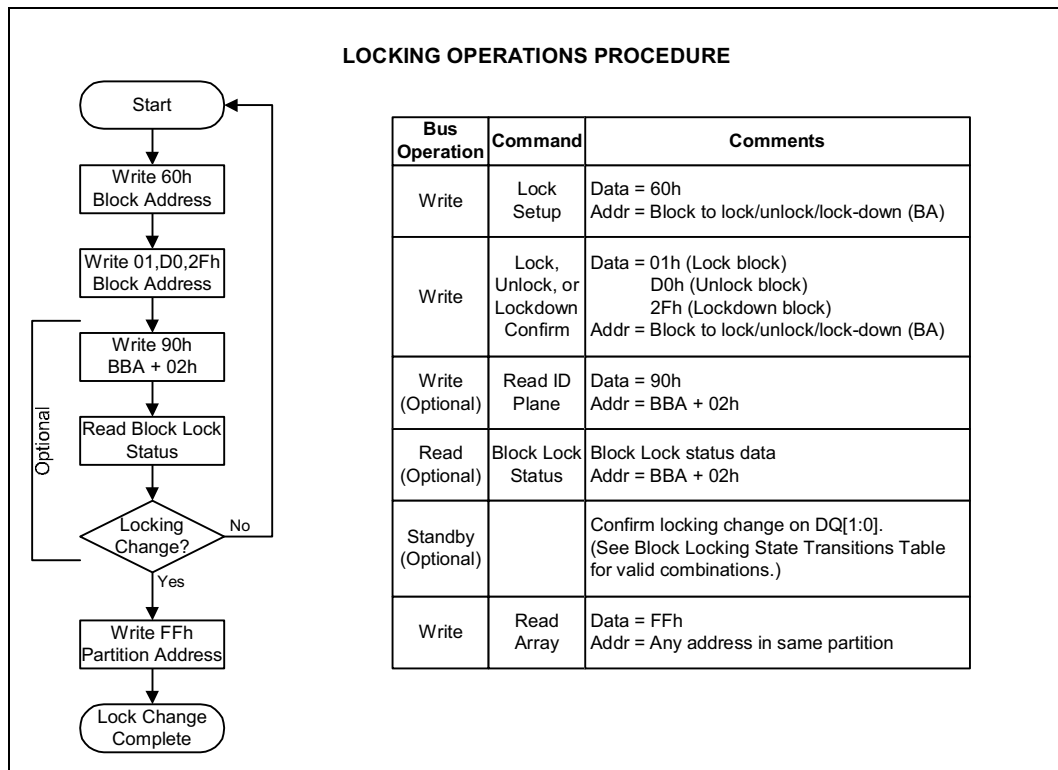 LOCKING OPERATIONS PROCEDURE
Start
Write 60h
Block Address
Write 01,D0,2Fh
Block Address
Write 90h
BBA + 02h
Read Block Lock
Status
Optional
Locking
Change?
No
Yes
Write FFh
Partition Address
Lock Change
Complete
Bus
Operation
Command
Comments
Write
Lock
Setup
Data = 60h
Addr = Block to lock/unlock/lock-down (BA)
Write
Lock,
Unlock, or
Lockdown
Confirm
Data = 01h (Lock block)
D0h (Unlock block)
2Fh (Lockdown block)
Addr = Block to lock/unlock/lock-down (BA)
Write
(Optional)
Read ID
Plane
Data = 90h
Addr = BBA + 02h
Read
(Optional)
Block Lock
Status
Block Lock status data
Addr = BBA + 02h
Standby
(Optional)
Confirm locking change on DQ[1:0].
(See Block Locking State Transitions Table
for valid combinations.)
Write
Read
Array
Data = FFh
Addr = Any address in same partition